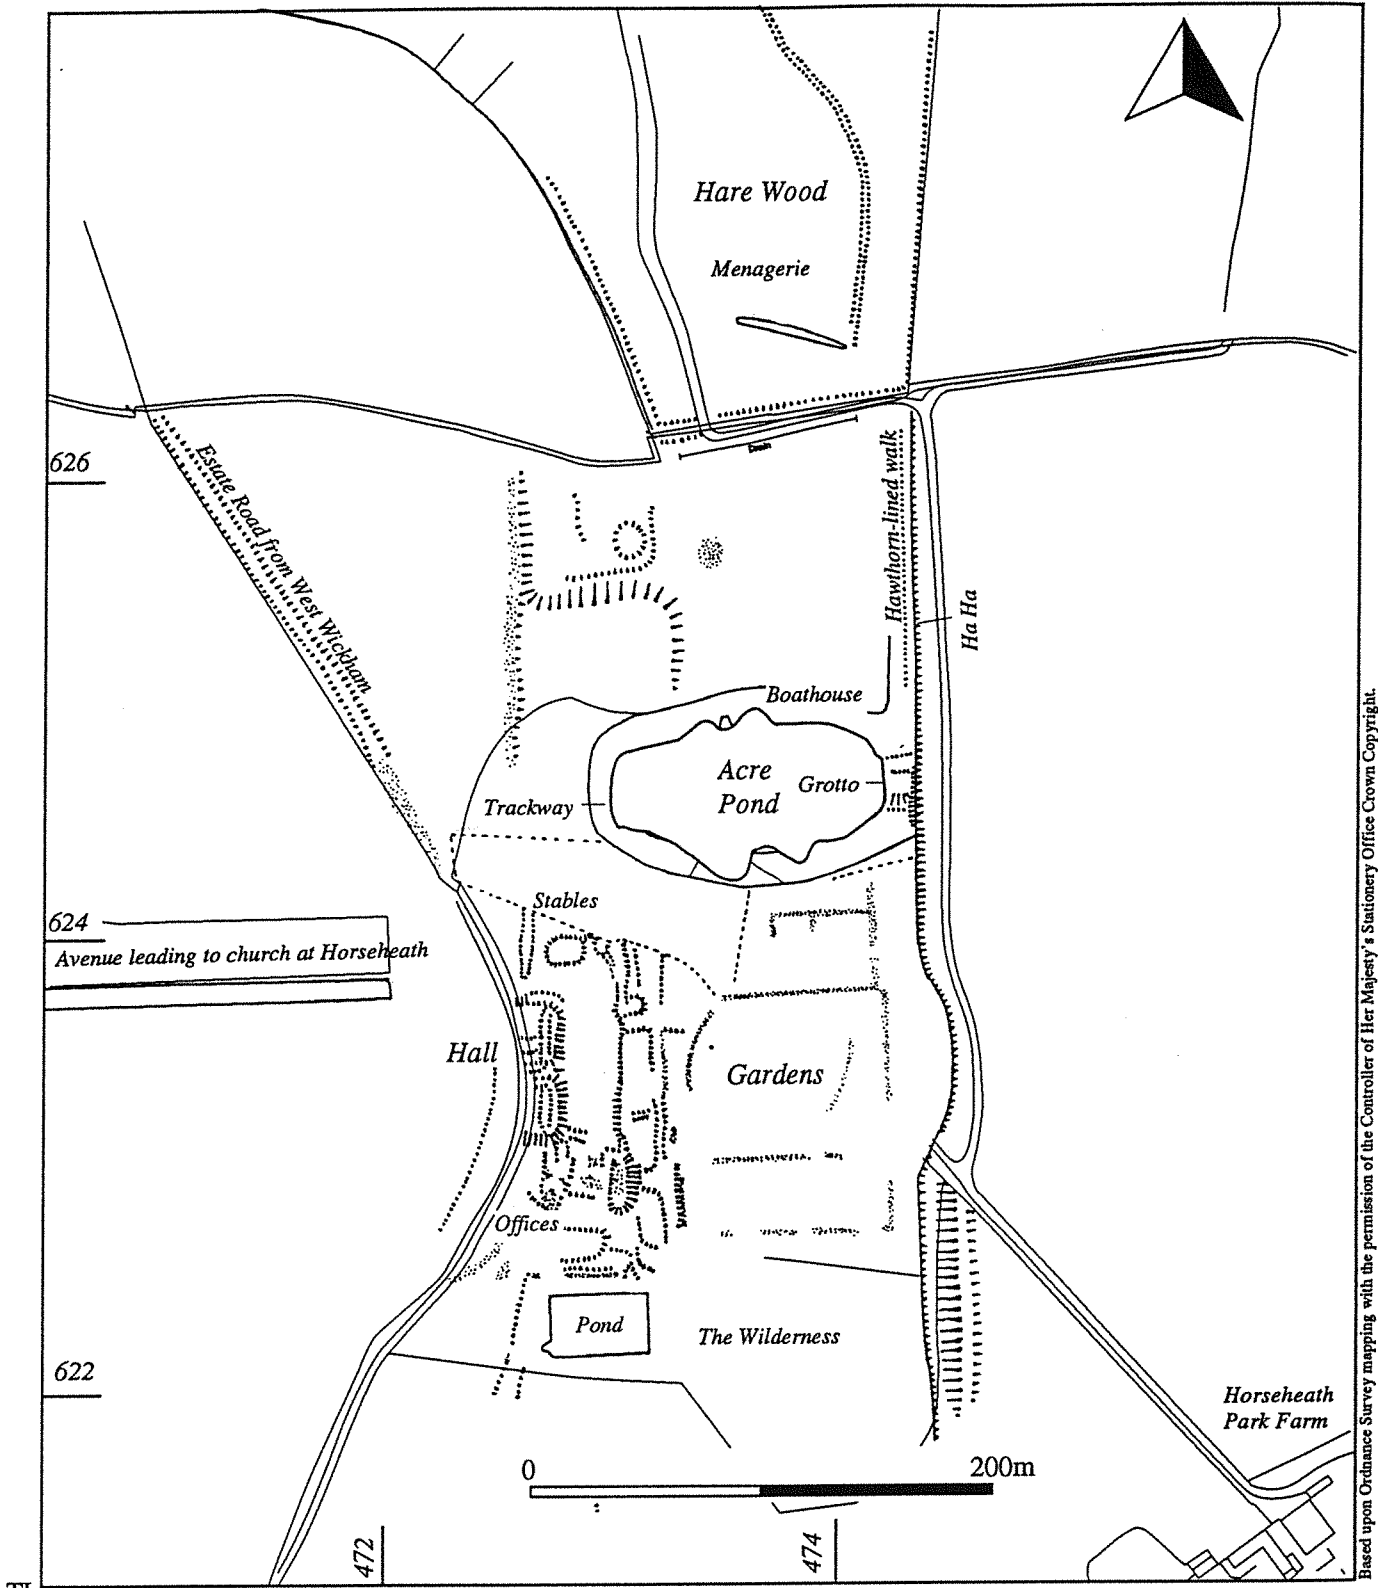 Hare Wood
Menagerie
626
Estate Road from West Wickham
Hawthorn-lined walk
Ha Ha
Boathouse
Acre
Pond
Grotto
Trackway
Stables
624
Avenue leading to church at Horseheath
Hall
Gardens
Offices
Pond
The Wilderness
622
Horseheath
Park Farm
0
200m
472
474
Based upon Ordnance Survey mapping with the permission of the Controller of Her Majesty's Stationery Office Crown Copyright.